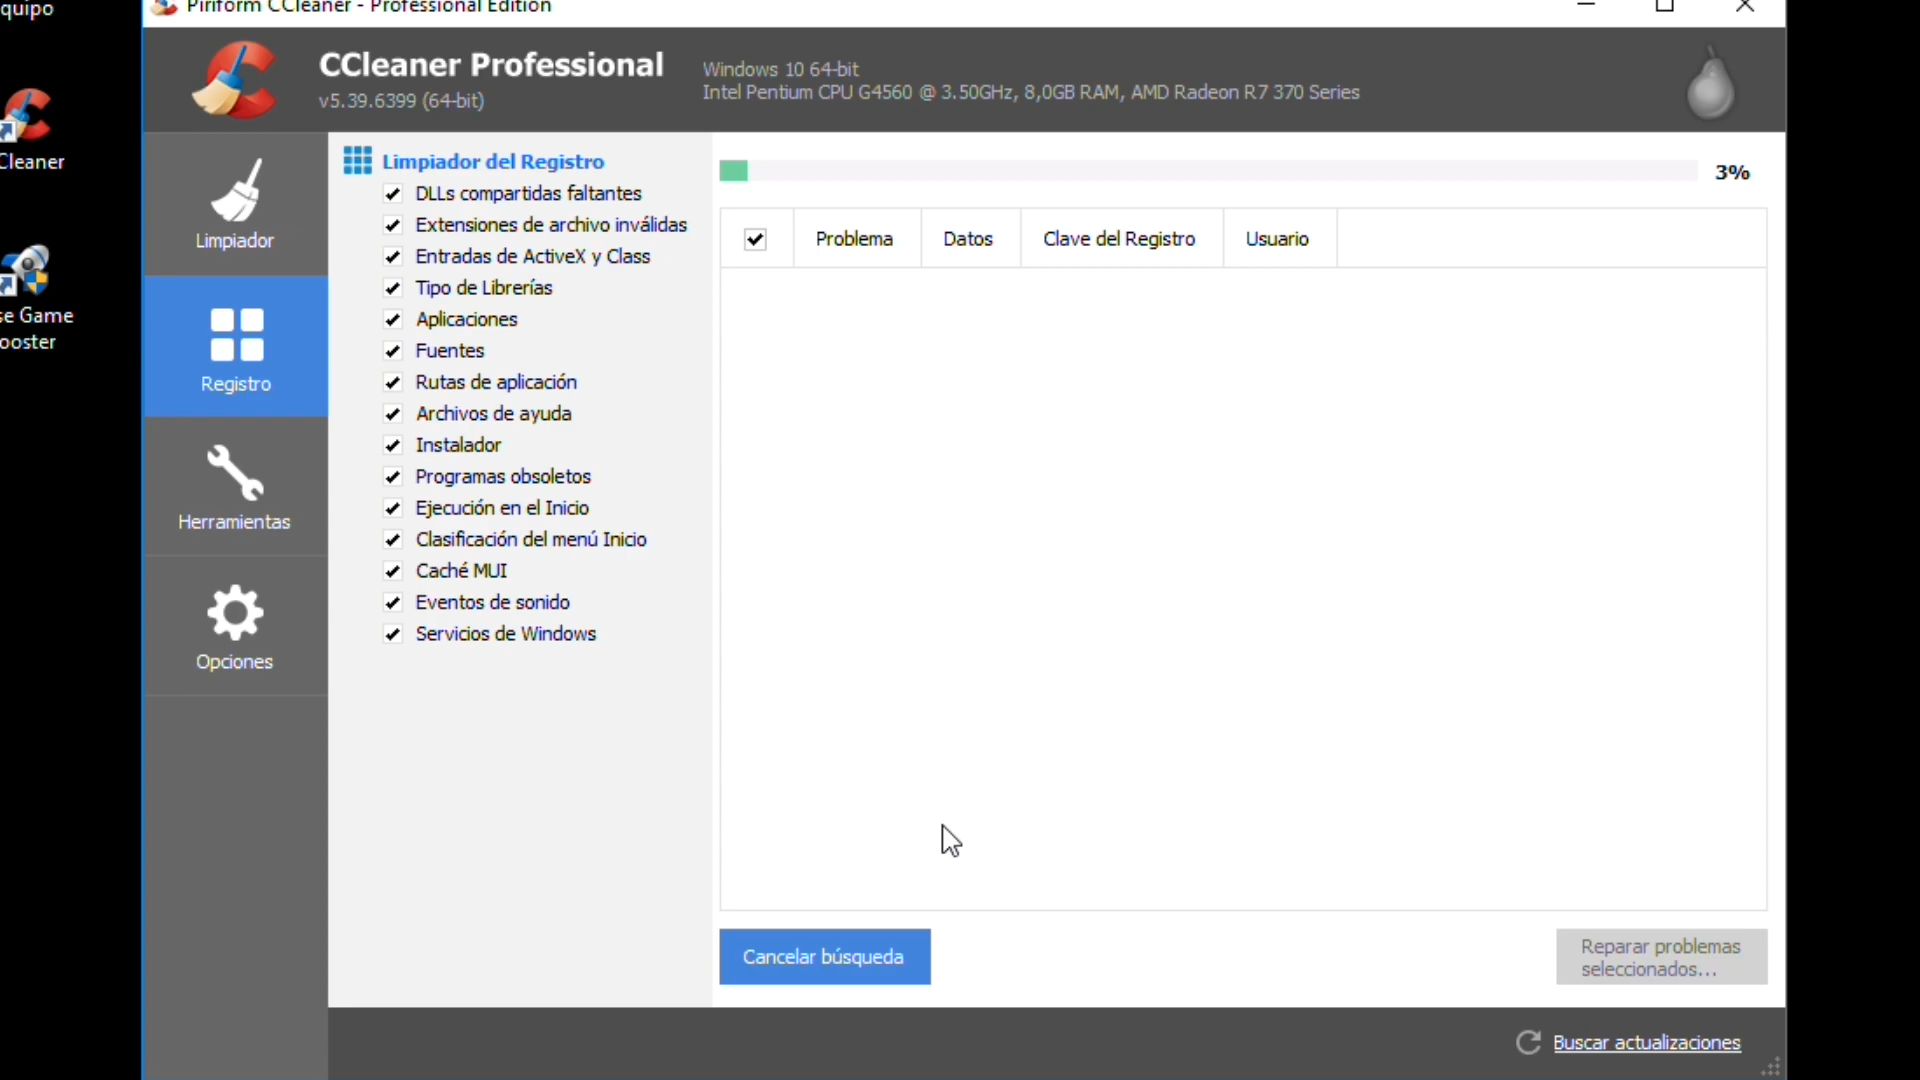 quipo
Piriform CCleaner - Professional Edition
CCleaner Professional
v5.39.6399 (64-bit)
Windows 10 64-bit
Intel Pentium CPU G4560 @ 3.50GHz, 8,0GB RAM, AMD Radeon R7 370 Series
Cleaner
se Game
ooster
Limpiador
Registro
Herramientas
Opciones
Limpiador del Registro
DLLs compartidas faltantes
Extensiones de archivo inválidas
Entradas de ActiveX y Class
Tipo de Librerías
Aplicaciones
Fuentes
Rutas de aplicación
Archivos de ayuda
Instalador
Programas obsoletos
Ejecución en el Inicio
Clasificación del menú Inicio
Caché MUI
Eventos de sonido
Servicios de Windows
3%
Problema Datos Clave del Registro Usuario
Cancelar búsqueda
Reparar problemas
seleccionados...
Buscar actualizaciones